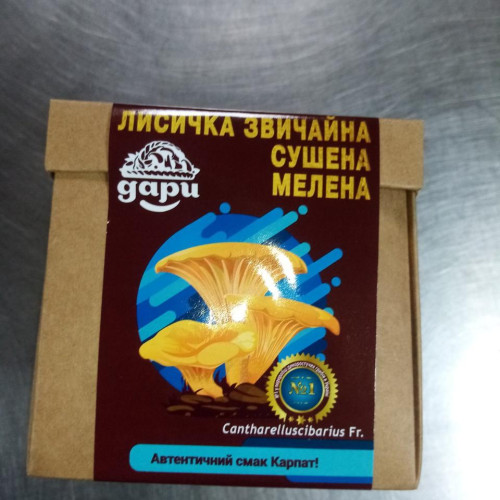 ЛИСИЧКА ЗВИЧАЙНА
СУШЕНА
МЕЛЕНА
дари
№1
Cantharelluscibarius Fr.
Автентичний смак Карпат!